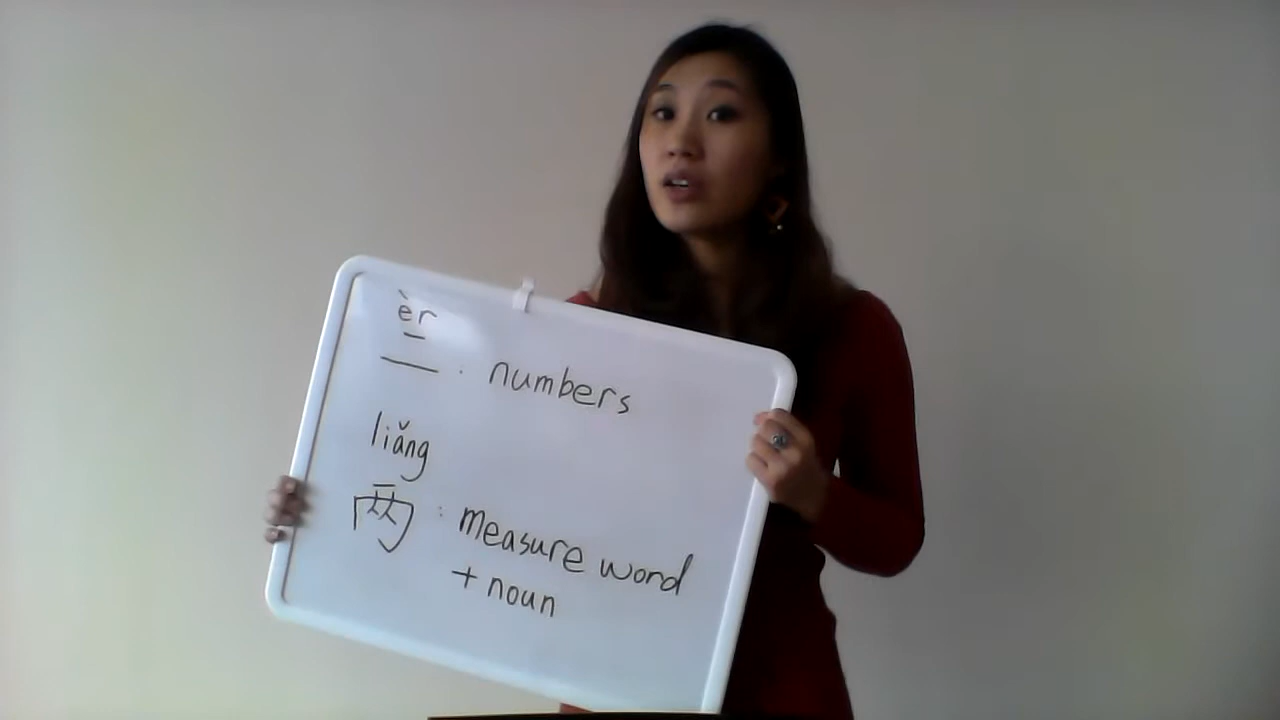 èr
二 : numbers
liǎng
两 : measure word
+ noun